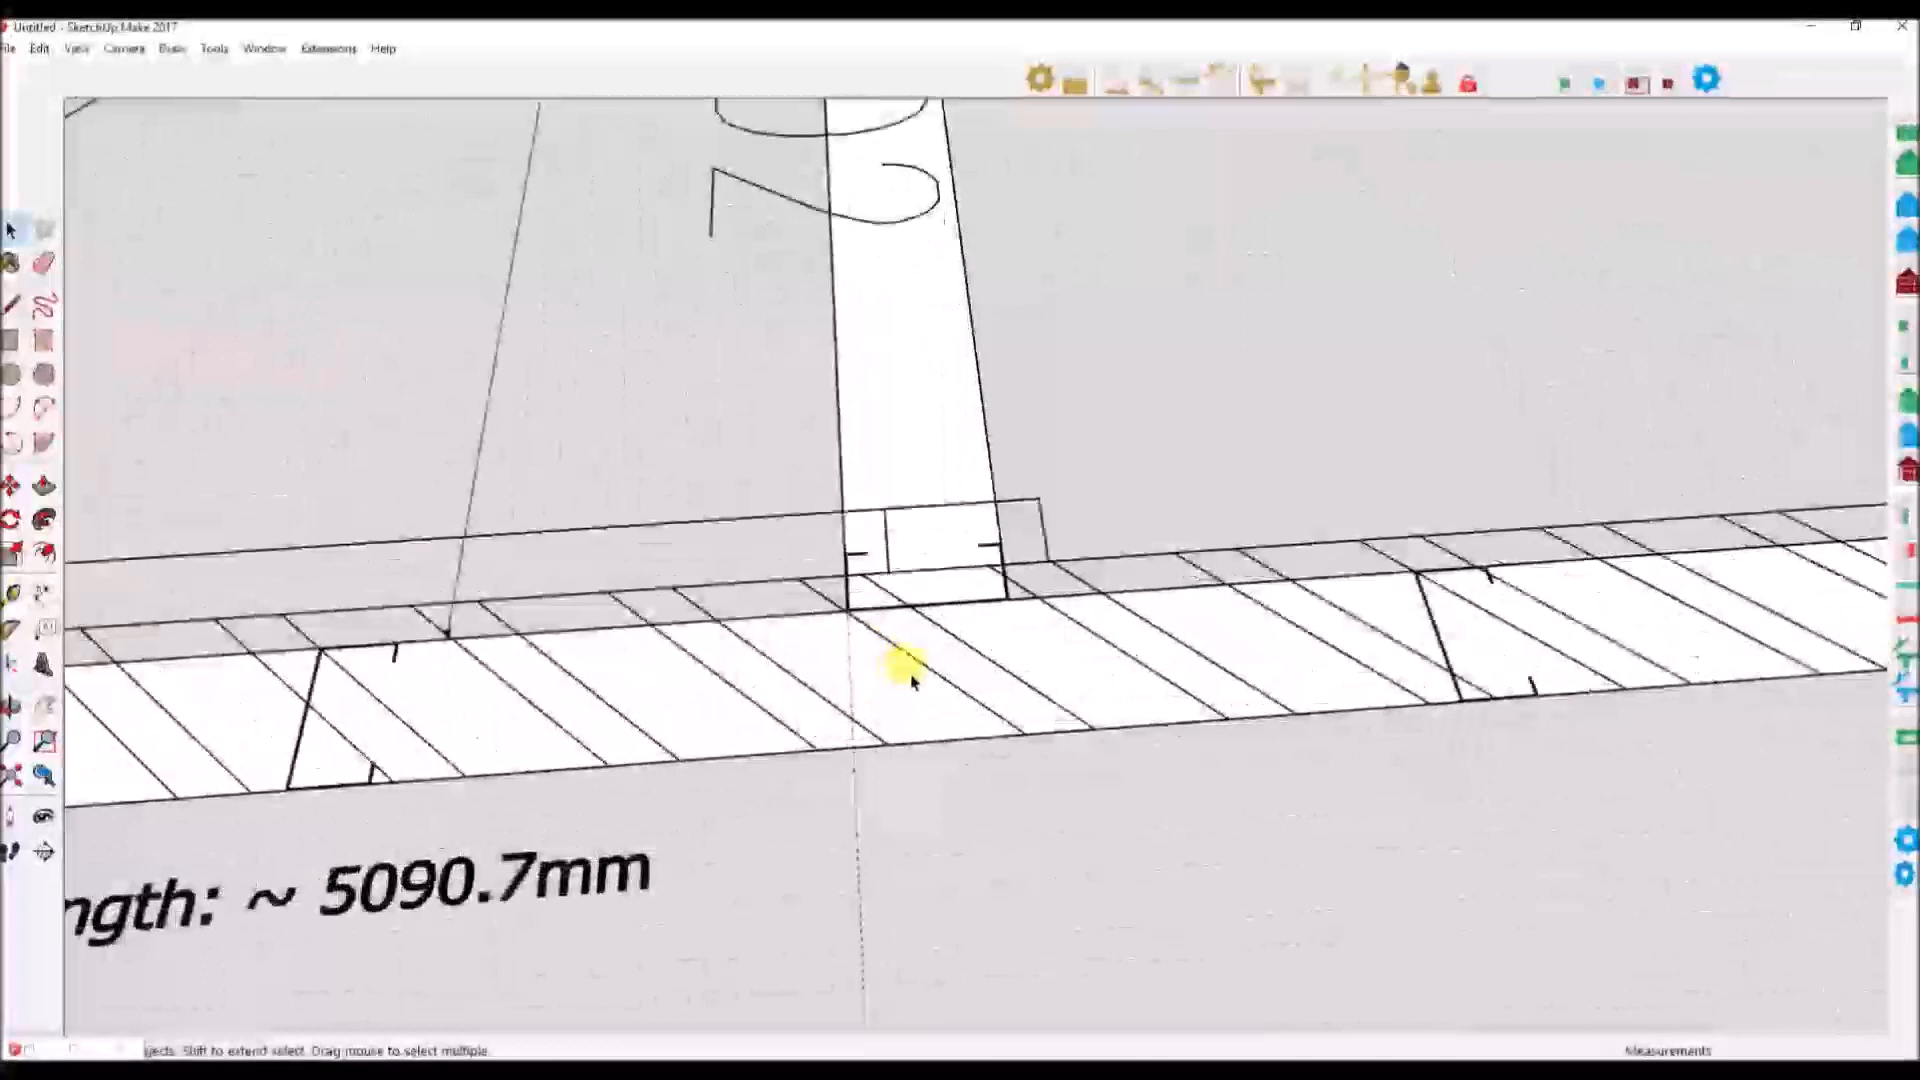 Untitled - SketchUp Make 2017
File Edit View Camera Draw Tools Window Extensions Help
2
ngth: ~ 5090.7mm
jects. Shift to extend select. Drag mouse to select multiple.
Measurements